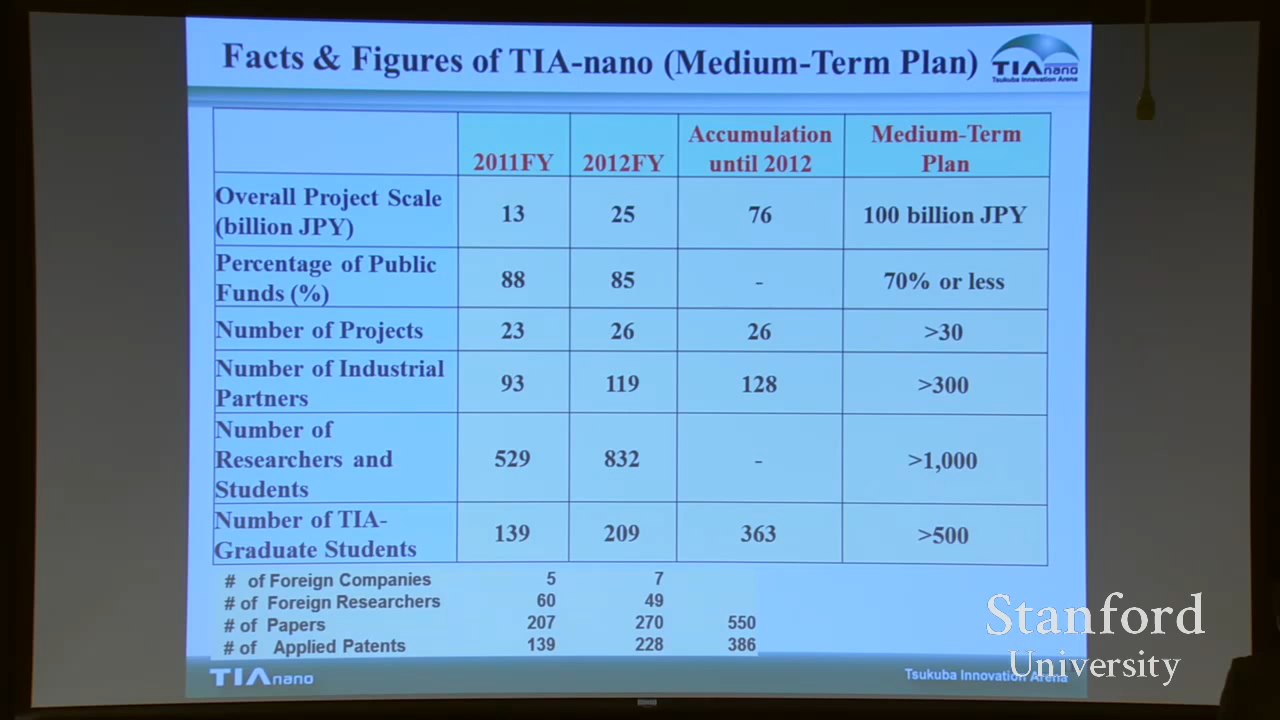 Facts & Figures of TIA-nano (Medium-Term Plan)
TIA nano
Tsukuba Innovation Arena
2011FY 2012FY Accumulation until 2012 Medium-Term Plan
Overall Project Scale (billion JPY) 13 25 76 100 billion JPY
Percentage of Public Funds (%) 88 85 - 70% or less
Number of Projects 23 26 26 >30
Number of Industrial Partners 93 119 128 >300
Number of Researchers and Students 529 832 - >1,000
Number of TIA-Graduate Students 139 209 363 >500
# of Foreign Companies 5 7
# of Foreign Researchers 60 49
# of Papers 207 270 550
# of Applied Patents 139 228 386
TIA nano
Tsukuba Innovation Arena
Stanford
University